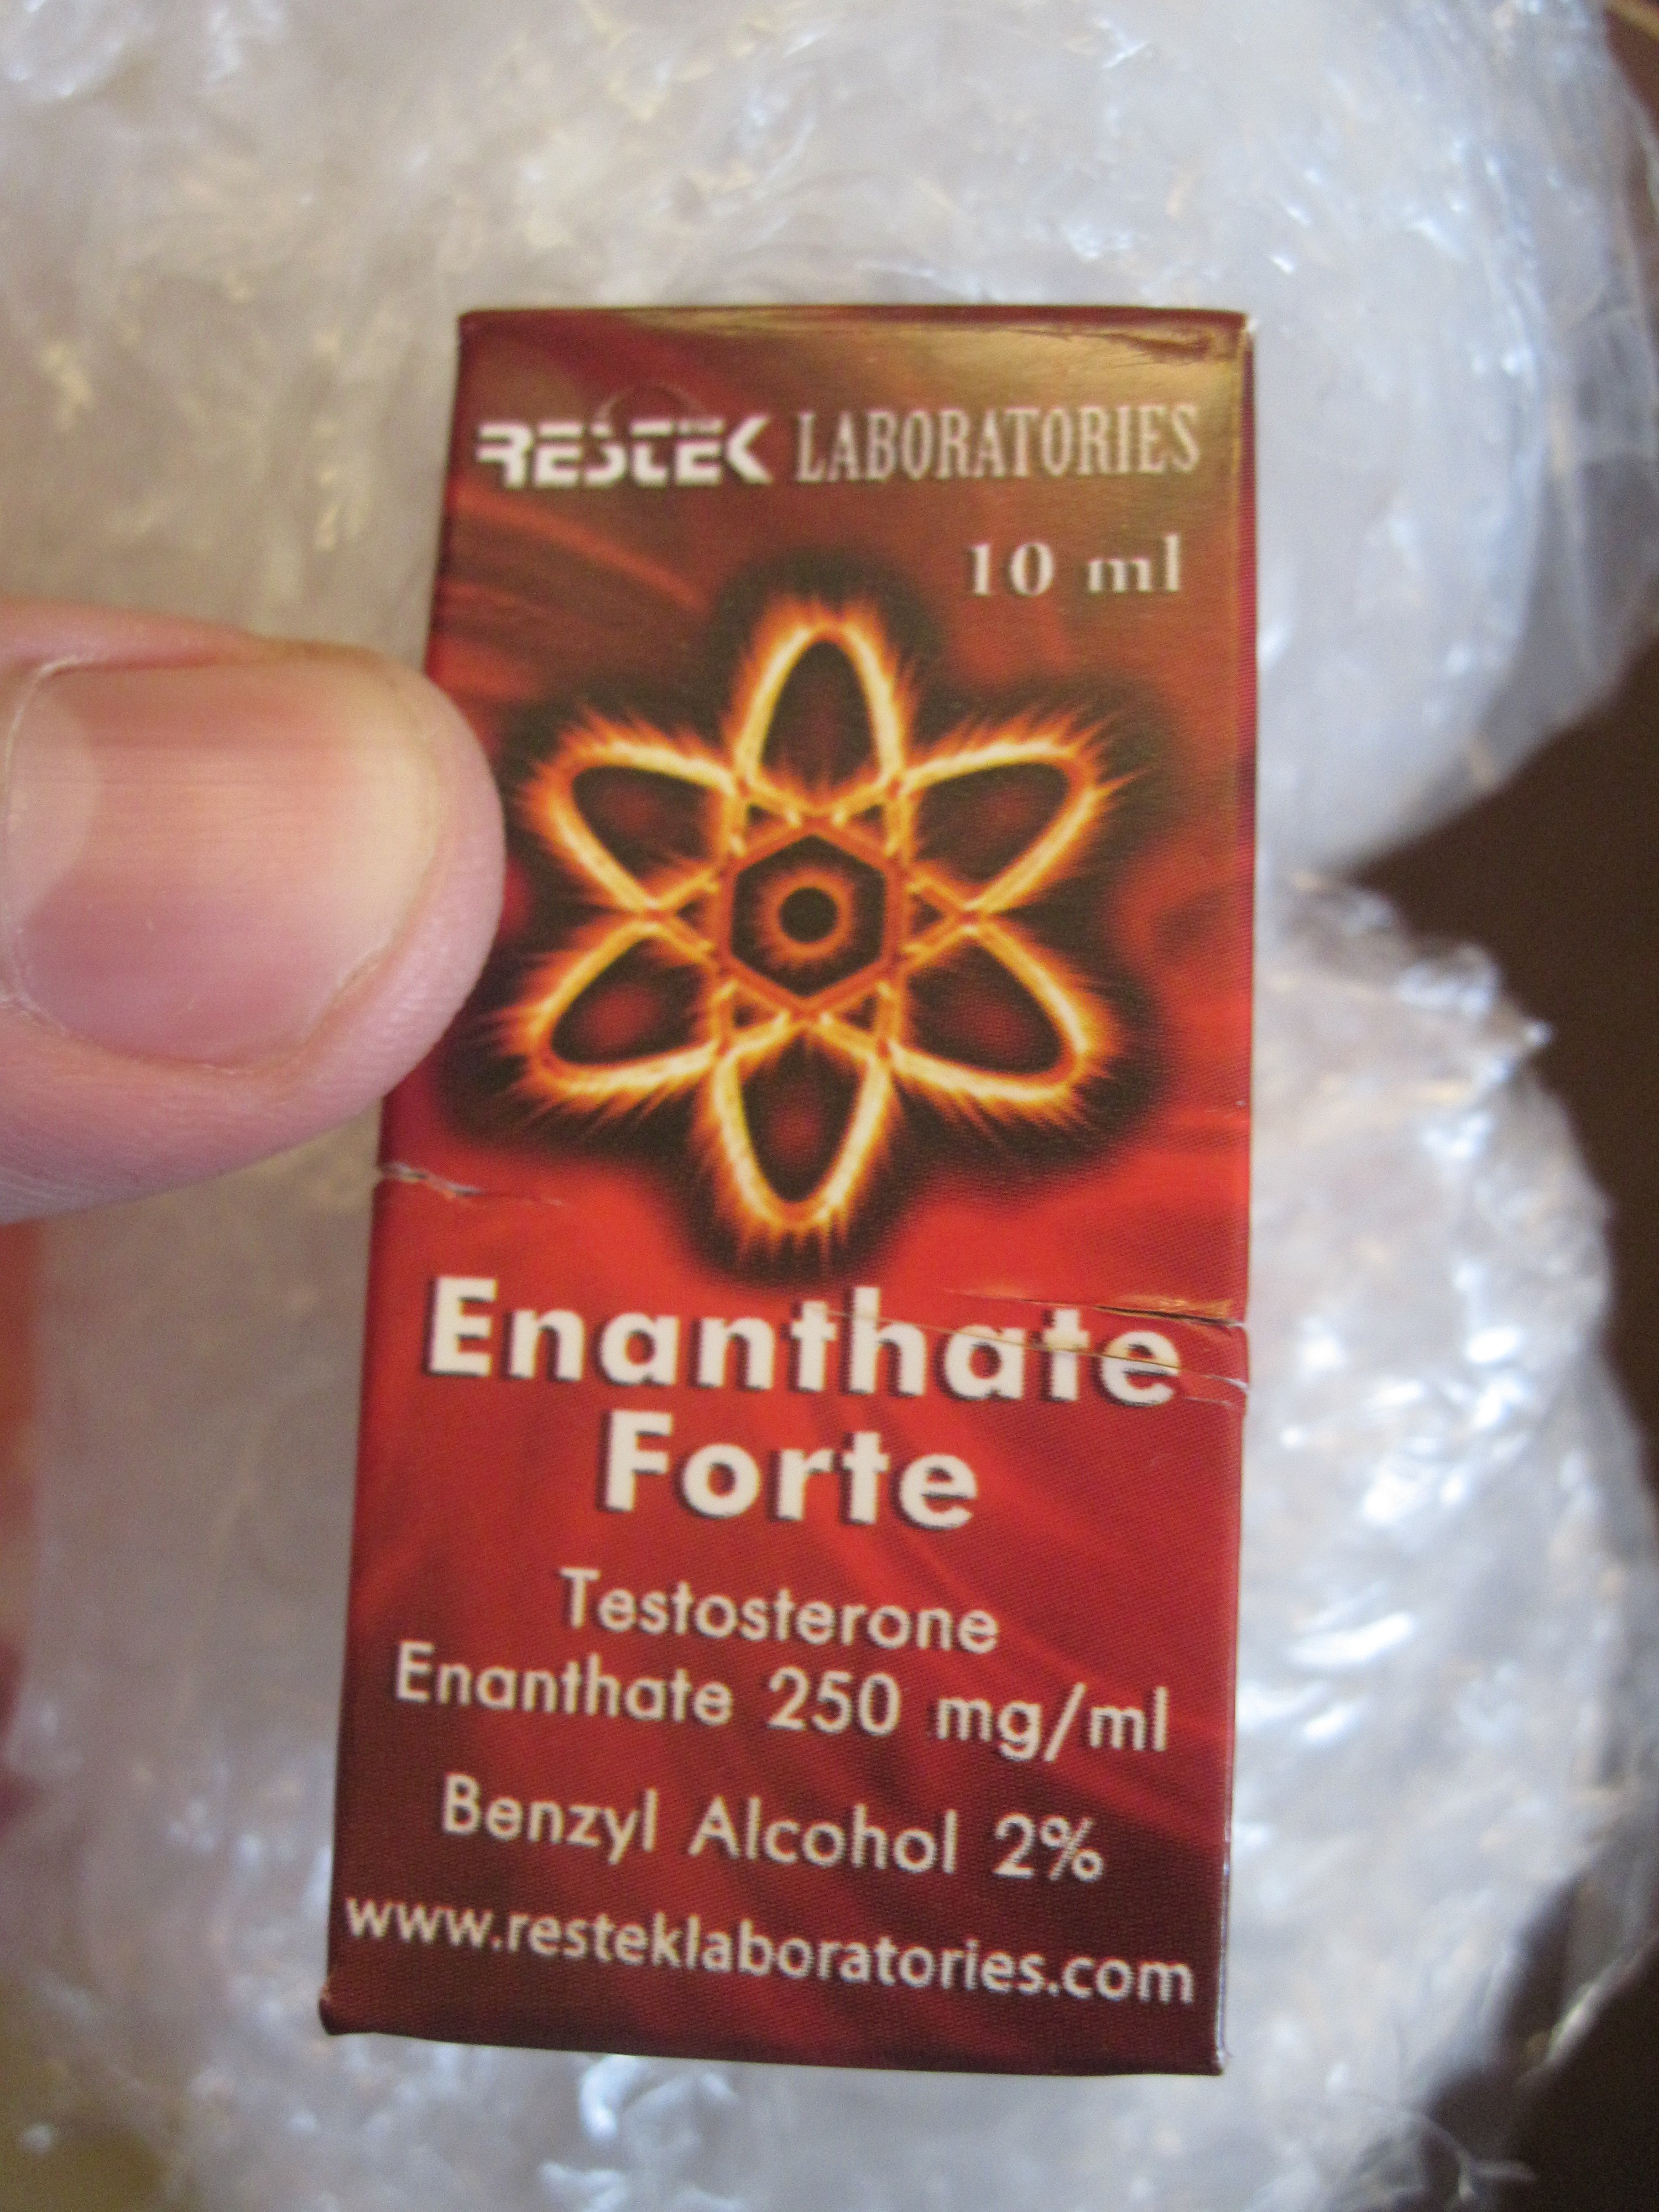 RESTEK LABORATORIES
10 ml
Enanthate
Forte
Testosterone
Enanthate 250 mg/ml
Benzyl Alcohol 2%
www.resteklaboratories.com